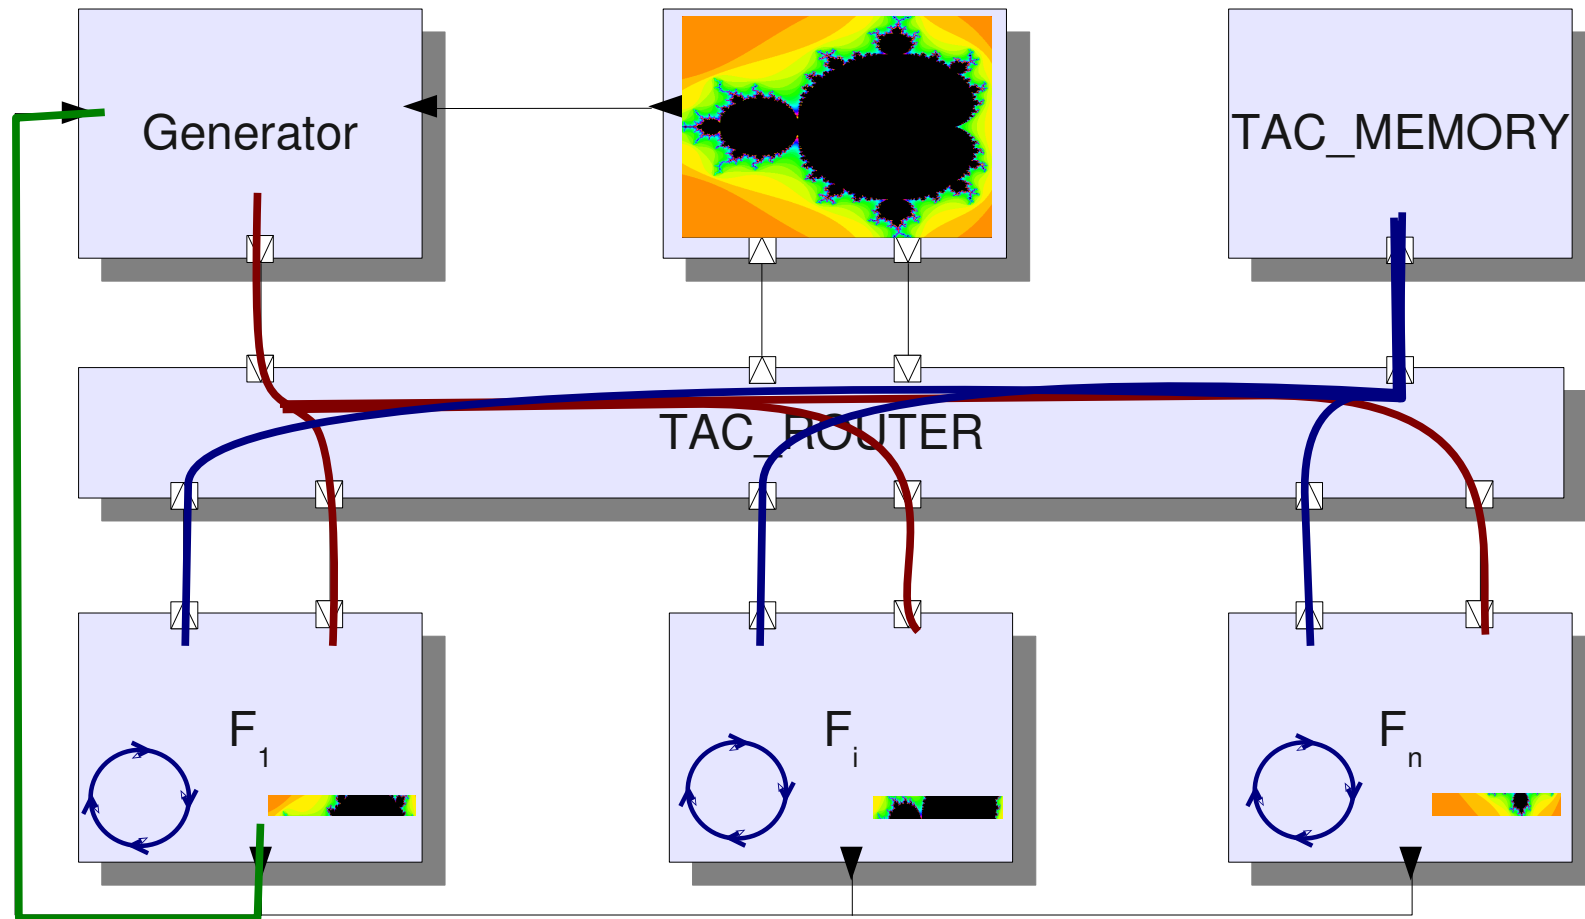 Generator
TAC_MEMORY
TAC_ROUTER
F1
Fi
Fn